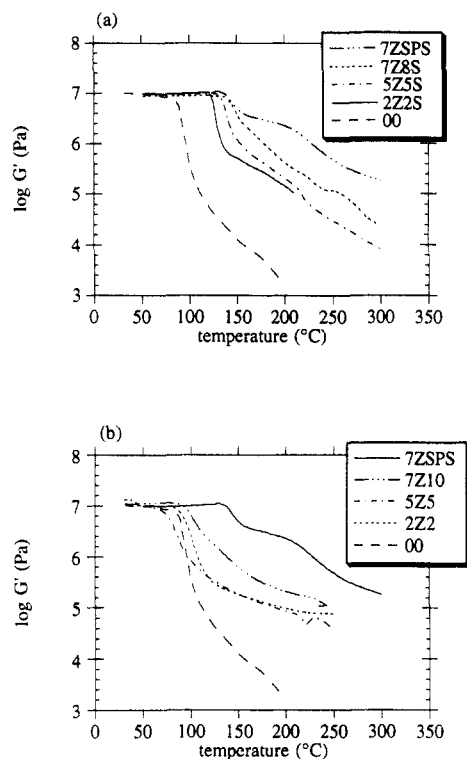 (a)
7ZSPS
7Z8S
5Z5S
2Z2S
00
log G' (Pa)
8
7
6
5
4
3
0 50 100 150 200 250 300 350
temperature (°C)
(b)
7ZSPS
7Z10
5Z5
2Z2
00
log G' (Pa)
8
7
6
5
4
3
0 50 100 150 200 250 300 350
temperature (°C)